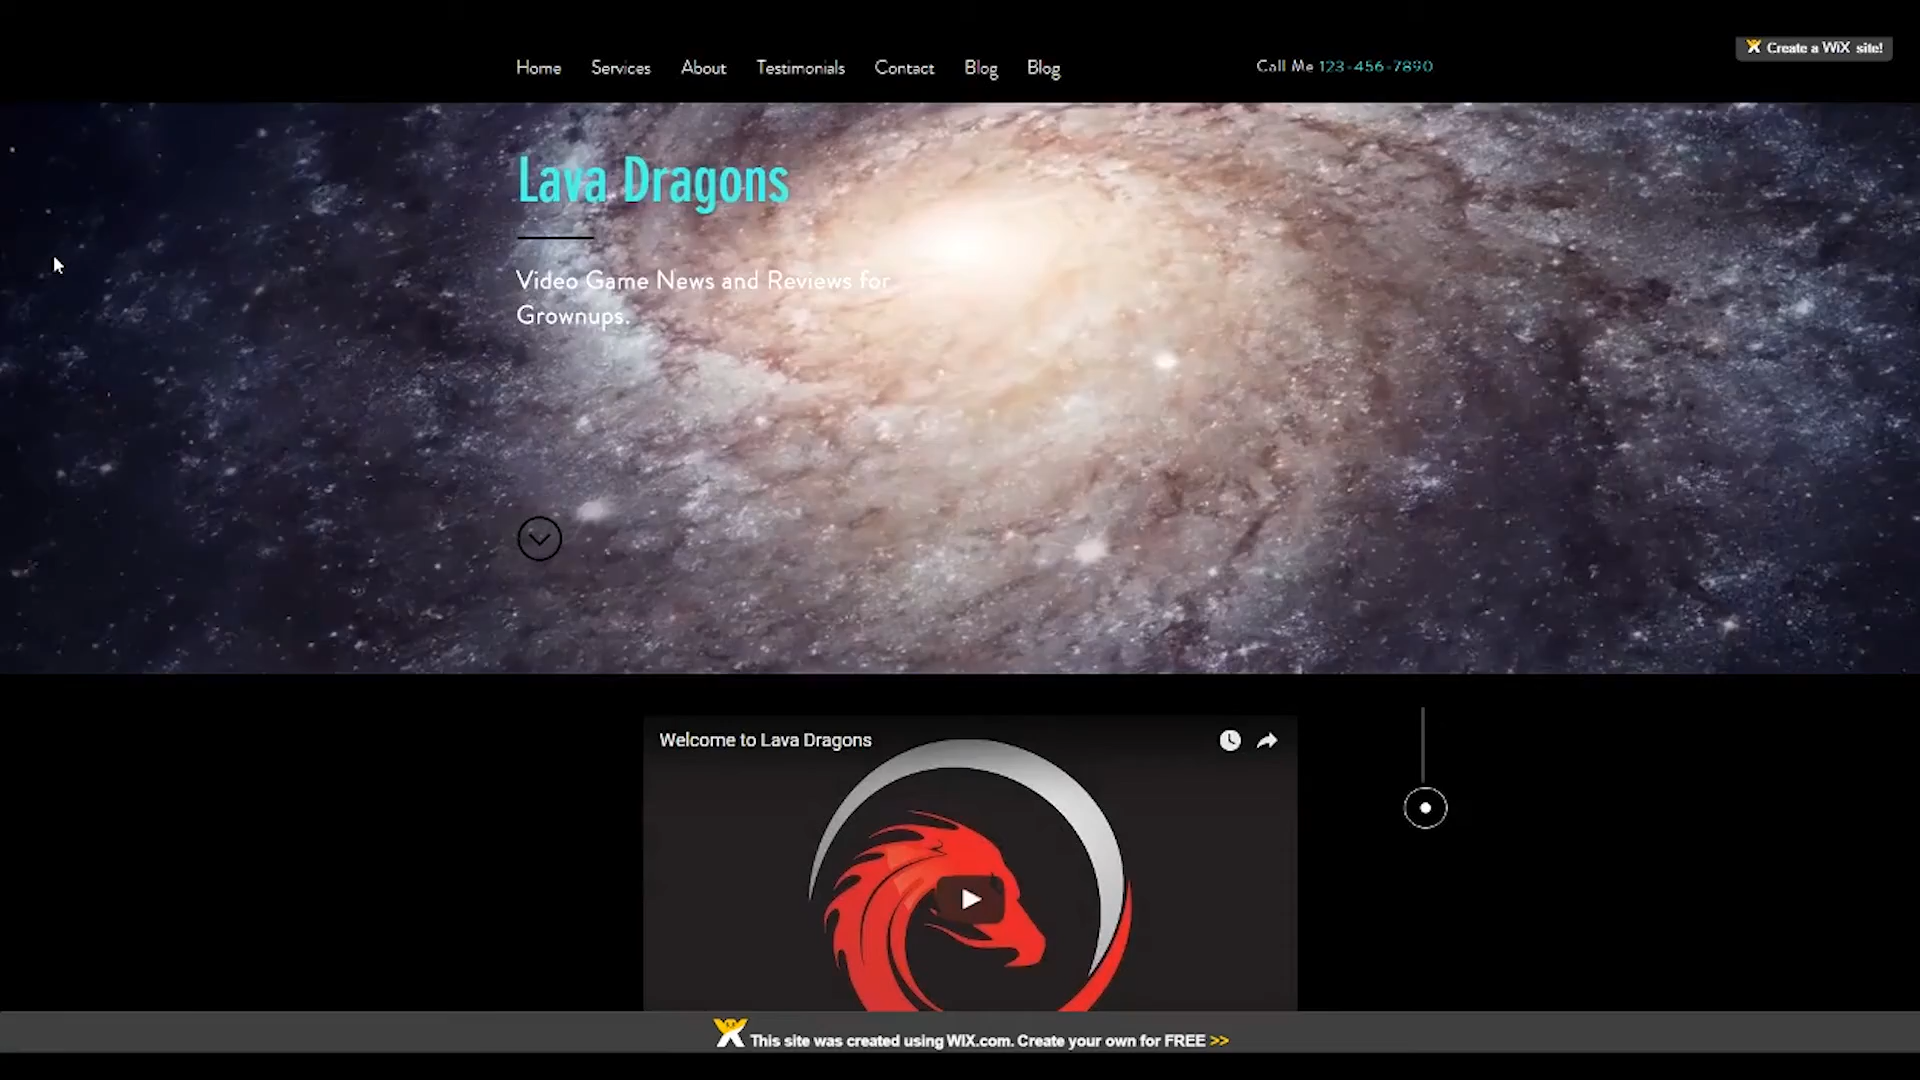 Home Services About Testimonials Contact Blog Blog
Call Me 123-456-7890
Create a WiX site!
Lava Dragons
Video Game News and Reviews for
Grownups.
Welcome to Lava Dragons
This site was created using WIX.com. Create your own for FREE >>